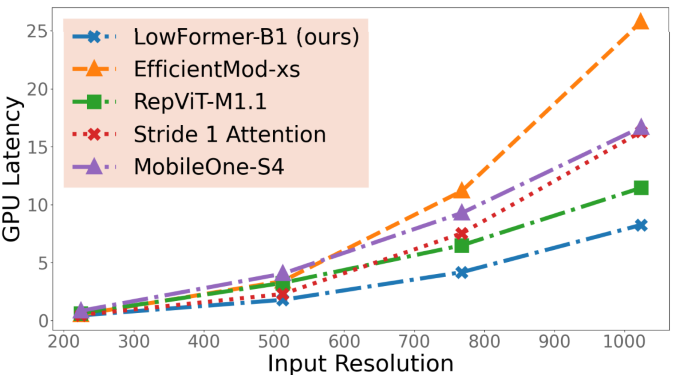 LowFormer-B1 (ours)
EfficientMod-xs
RepViT-M1.1
Stride 1 Attention
MobileOne-S4
GPU Latency
25
20
15
10
5
0
200 300 400 500 600 700 800 900 1000
Input Resolution